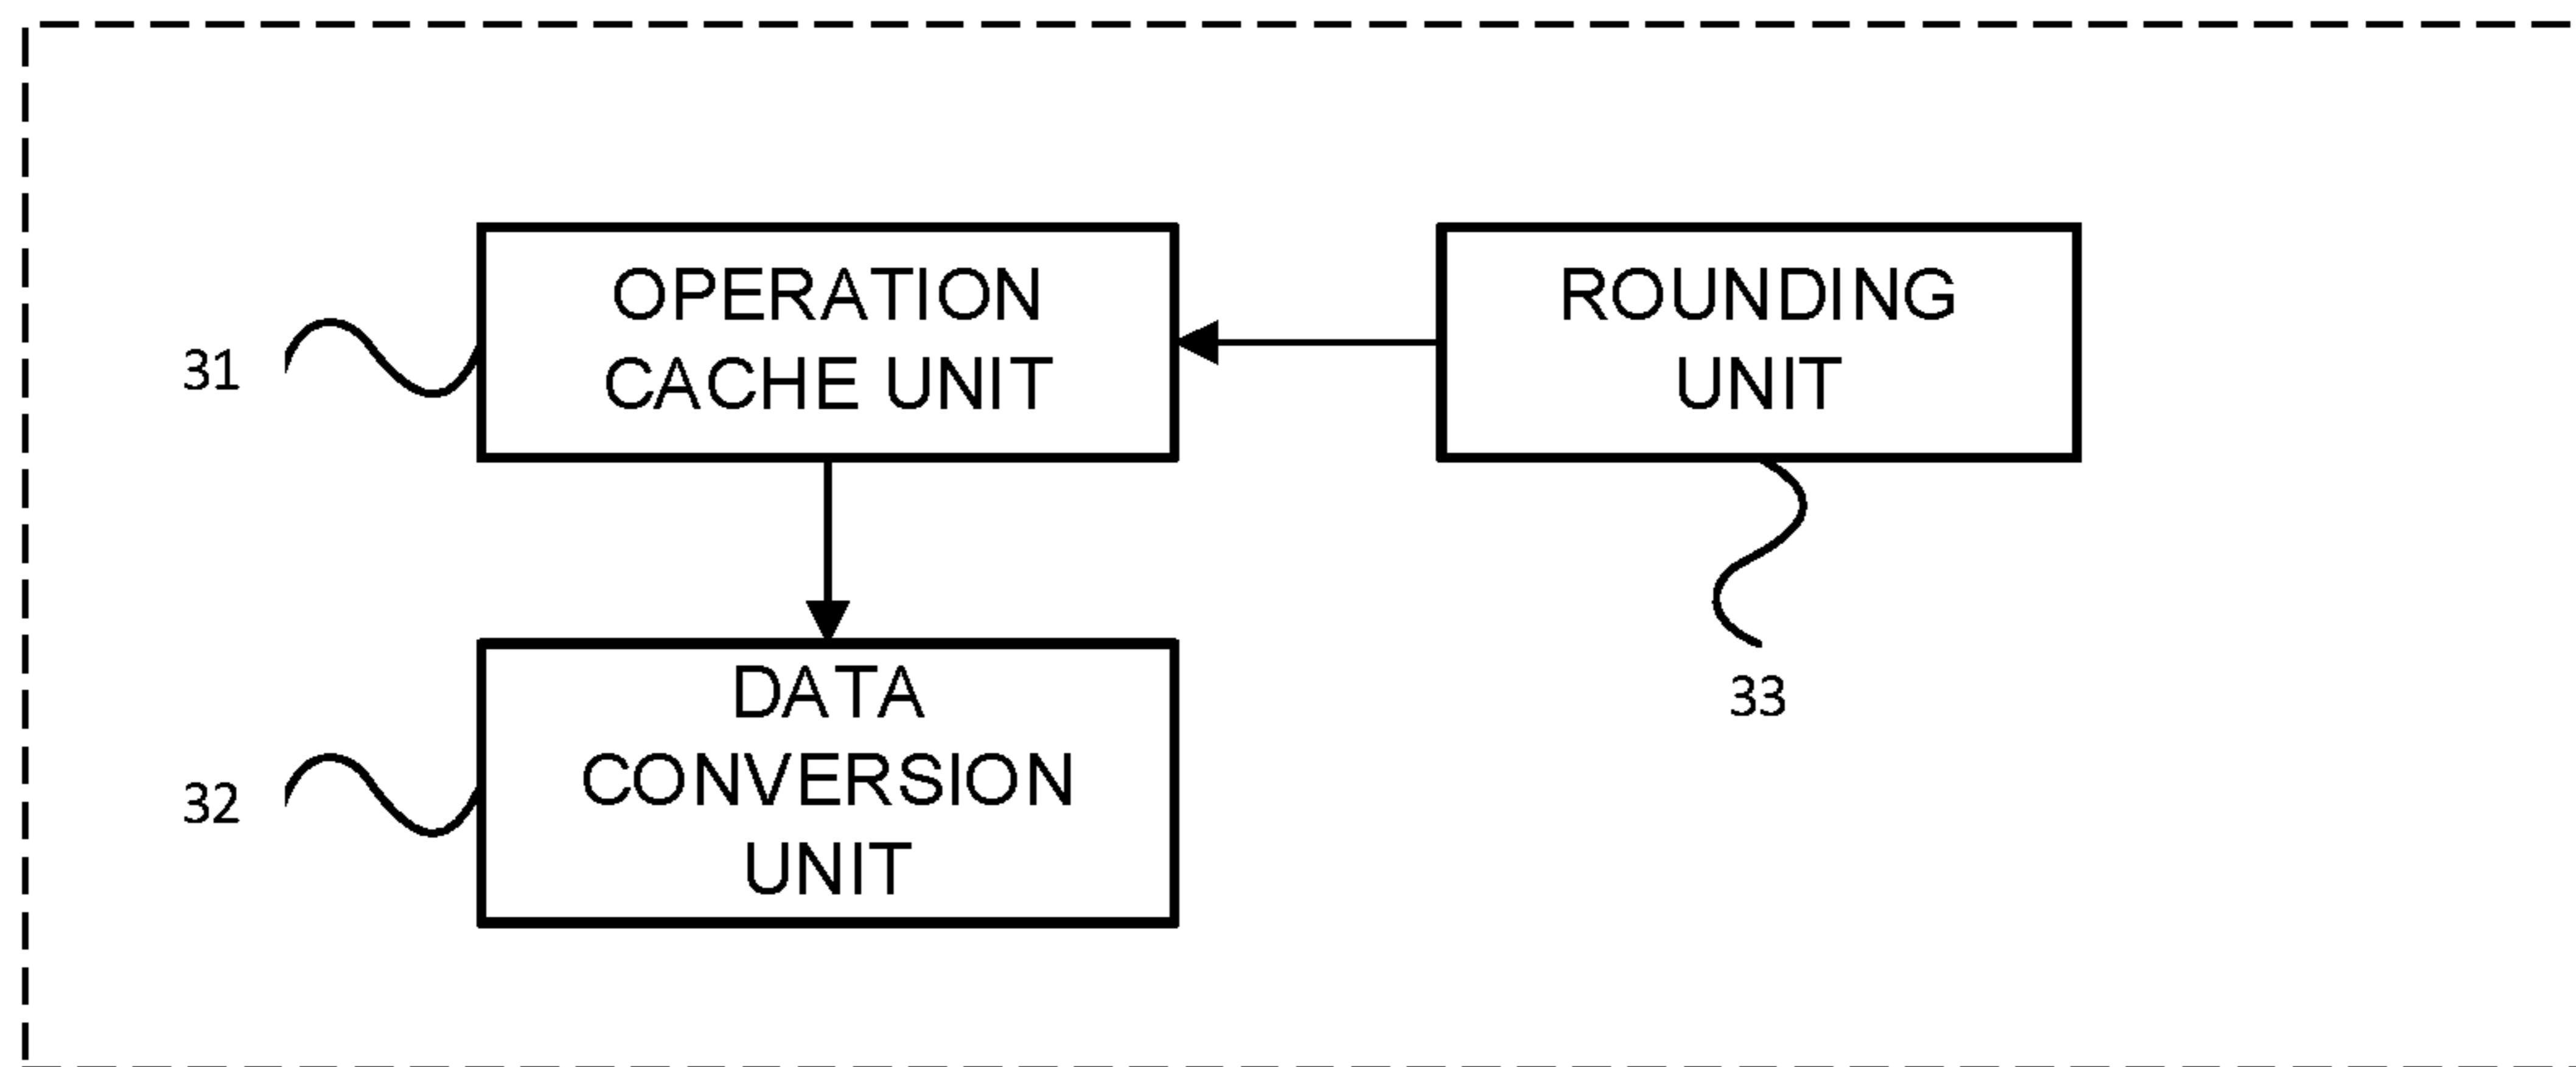 OPERATION
CACHE UNIT
ROUNDING
UNIT
31
33
DATA
CONVERSION
UNIT
32